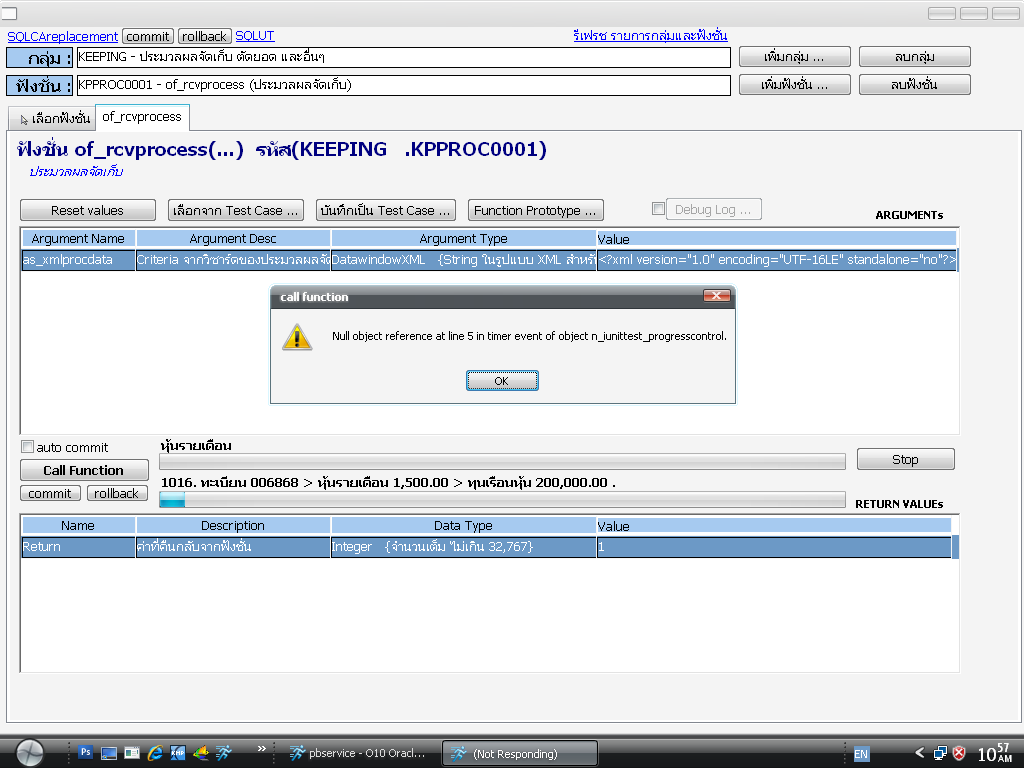 SQLCAreplacement commit rollback SQLUT รีเฟรช รายการกลุ่มและฟังชั่น
กลุ่ม : KEEPING - ประมวลผลจัดเก็บ ตัดยอด และอื่นๆ เพิ่มกลุ่ม ... ลบกลุ่ม
ฟังชั่น : KPPROC0001 - of_rcvprocess (ประมวลผลจัดเก็บ) เพิ่มฟังชั่น ... ลบฟังชั่น
เลือกฟังชั่น of_rcvprocess
ฟังชั่น of_rcvprocess(...) รหัส(KEEPING .KPPROC0001)
ประมวลผลจัดเก็บ
Reset values เลือกจาก Test Case ... บันทึกเป็น Test Case ... Function Prototype ... Debug Log ... ARGUMENTs
Argument Name Argument Desc Argument Type Value
as_xmlprocdata Criteria จากวิซาร์ดของประมวลผลจัด DatawindowXML {String ในรูปแบบ XML สำหรั <?xml version="1.0" encoding="UTF-16LE" standalone="no"?>
call function
Null object reference at line 5 in timer event of object n_iunittest_progresscontrol.
OK
auto commit หุ้นรายเดือน
Call Function Stop
commit rollback 1016. ทะเบียน 006868 > หุ้นรายเดือน 1,500.00 > ทุนเรือนหุ้น 200,000.00 .
RETURN VALUEs
Name Description Data Type Value
Return ค่าที่คืนกลับจากฟังชั่น Integer {จำนวนเต็ม ไม่เกิน 32,767} 1
Ps XMF » pbservice - O10 Oracl... (Not Responding) EN 10 57 AM